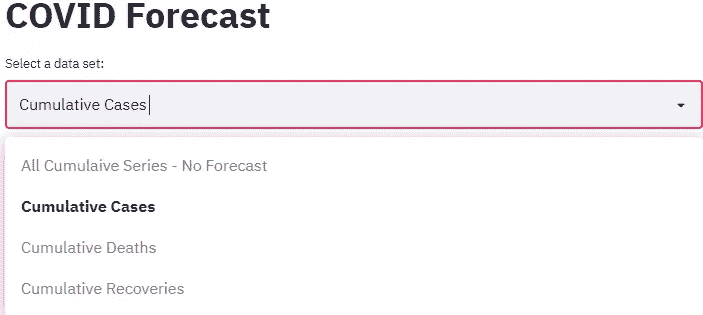 COVID Forecast
Select a data set:
Cumulative Cases
All Cumulaive Series - No Forecast
Cumulative Cases
Cumulative Deaths
Cumulative Recoveries